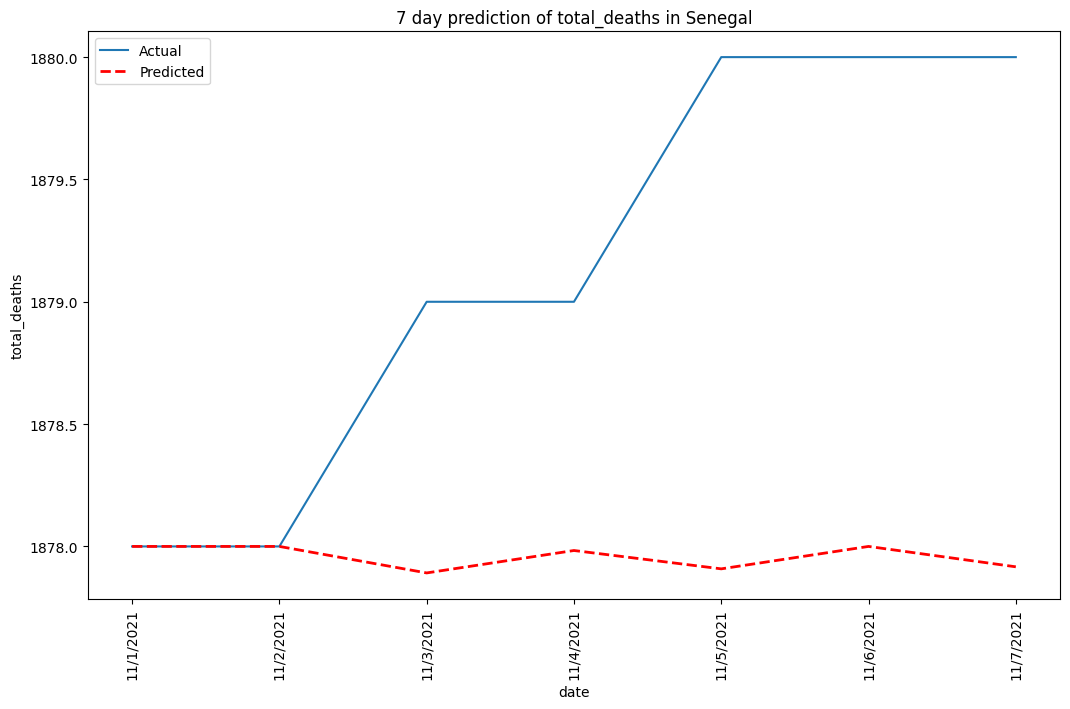 7 day prediction of total_deaths in Senegal
Actual
Predicted
total_deaths
1880.0
1879.5
1879.0
1878.5
1878.0
11/1/2021
11/2/2021
11/3/2021
11/4/2021
11/5/2021
11/6/2021
11/7/2021
date